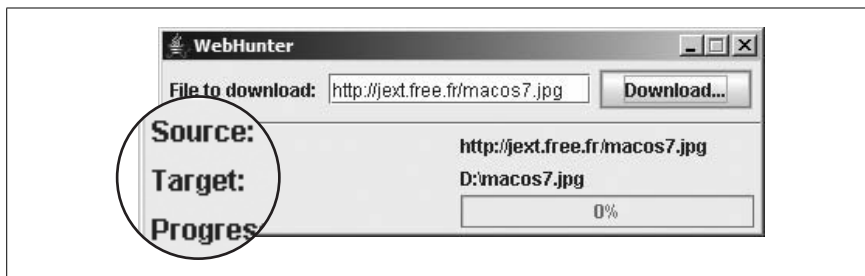 WebHunter
File to download: http://jext.free.fr/macos7.jpg Download...
Source: http://jext.free.fr/macos7.jpg
Target: D:\macos7.jpg
Progres 0%